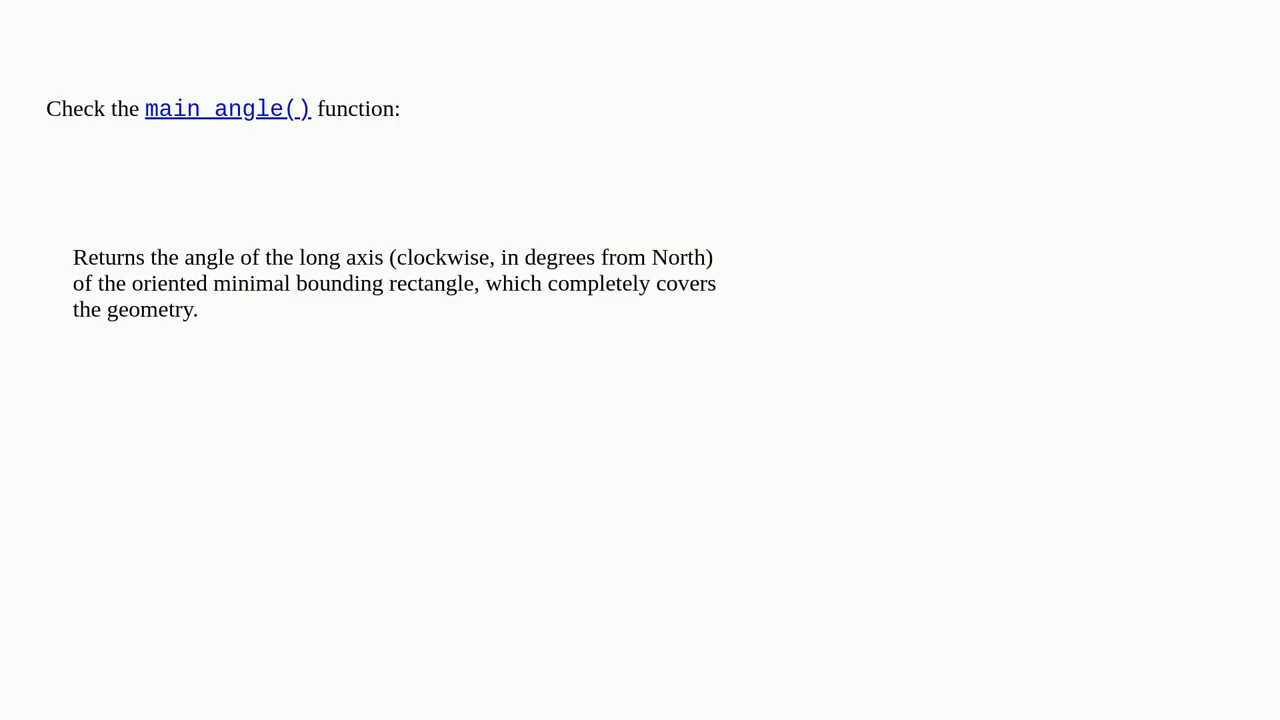 Check the main_angle() function:
Returns the angle of the long axis (clockwise, in degrees from North)
of the oriented minimal bounding rectangle, which completely covers
the geometry.